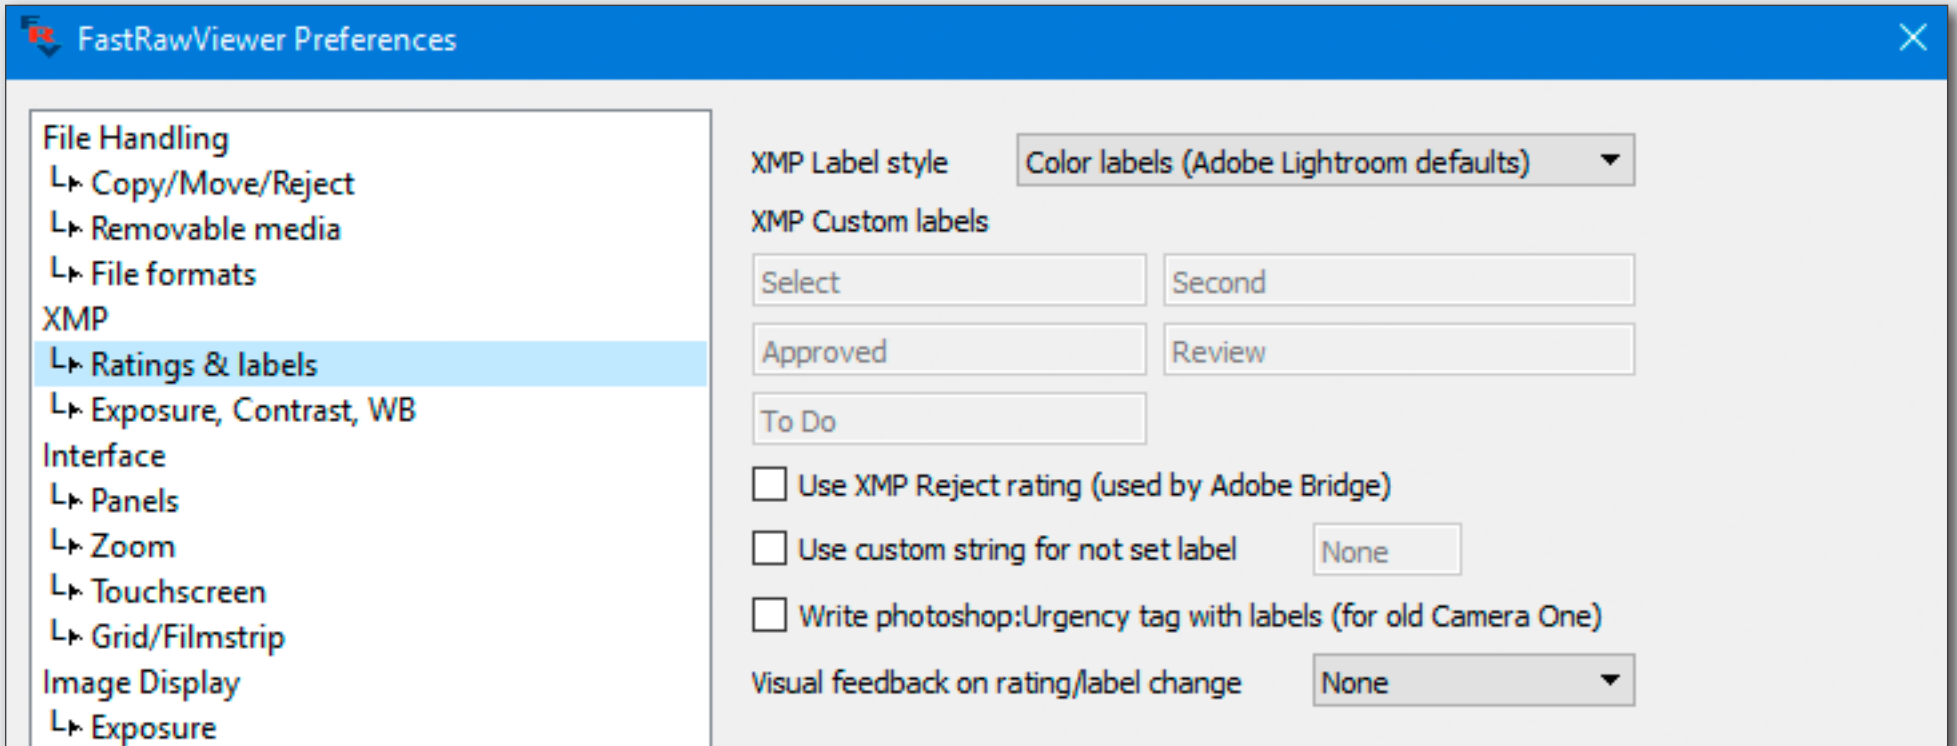 FastRawViewer Preferences
File Handling
Copy/Move/Reject
Removable media
File formats
XMP
Ratings & labels
Exposure, Contrast, WB
Interface
Panels
Zoom
Touchscreen
Grid/Filmstrip
Image Display
Exposure
XMP Label style Color labels (Adobe Lightroom defaults)
XMP Custom labels
Select Second
Approved Review
To Do
Use XMP Reject rating (used by Adobe Bridge)
Use custom string for not set label None
Write photoshop:Urgency tag with labels (for old Camera One)
Visual feedback on rating/label change None